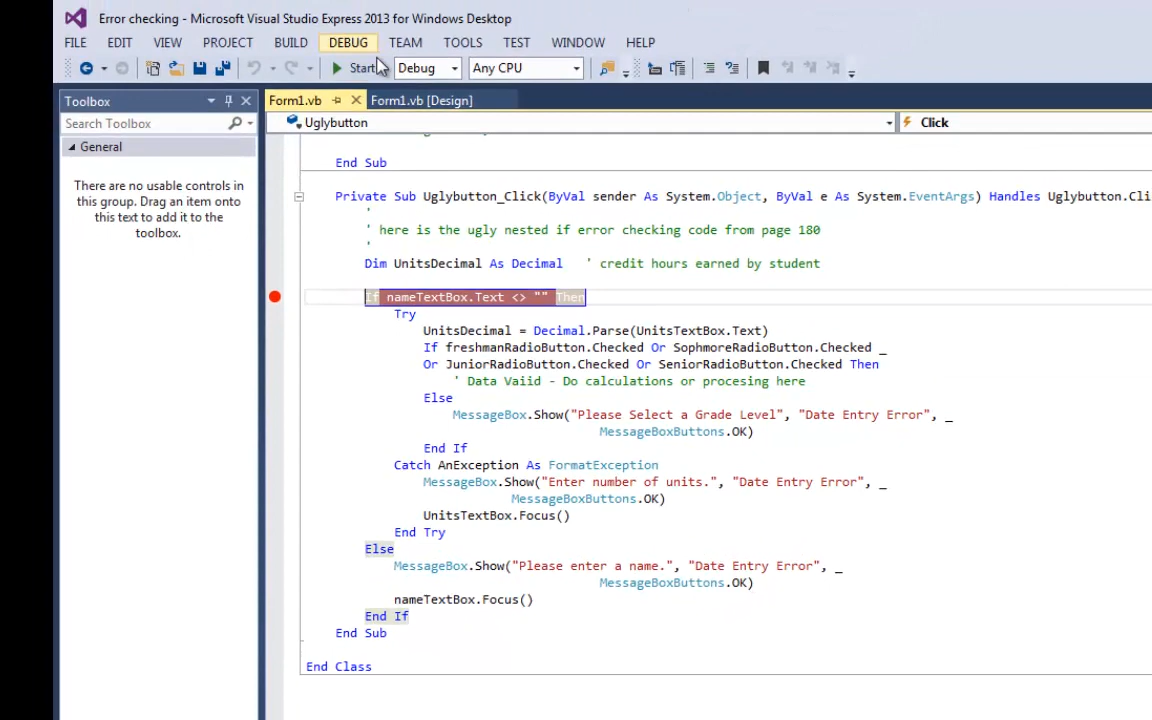 Error checking - Microsoft Visual Studio Express 2013 for Windows Desktop
FILE EDIT VIEW PROJECT BUILD DEBUG TEAM TOOLS TEST WINDOW HELP
Start Debug Any CPU
Toolbox
Form1.vb Form1.vb [Design]
Search Toolbox
Uglybutton Click
General
There are no usable controls in
this group. Drag an item onto
this text to add it to the
toolbox.
End Sub
Private Sub Uglybutton_Click(ByVal sender As System.Object, ByVal e As System.EventArgs) Handles Uglybutton.Cli
'
' here is the ugly nested if error checking code from page 180
'
Dim UnitsDecimal As Decimal ' credit hours earned by student
If nameTextBox.Text <> "" Then
Try
UnitsDecimal = Decimal.Parse(UnitsTextBox.Text)
If freshmanRadioButton.Checked Or SophmoreRadioButton.Checked _
Or JuniorRadioButton.Checked Or SeniorRadioButton.Checked Then
' Data Vaiid - Do calculations or procesing here
Else
MessageBox.Show("Please Select a Grade Level", "Date Entry Error", _
MessageBoxButtons.OK)
End If
Catch AnException As FormatException
MessageBox.Show("Enter number of units.", "Date Entry Error", _
MessageBoxButtons.OK)
UnitsTextBox.Focus()
End Try
Else
MessageBox.Show("Please enter a name.", "Date Entry Error", _
MessageBoxButtons.OK)
nameTextBox.Focus()
End If
End Sub
End Class